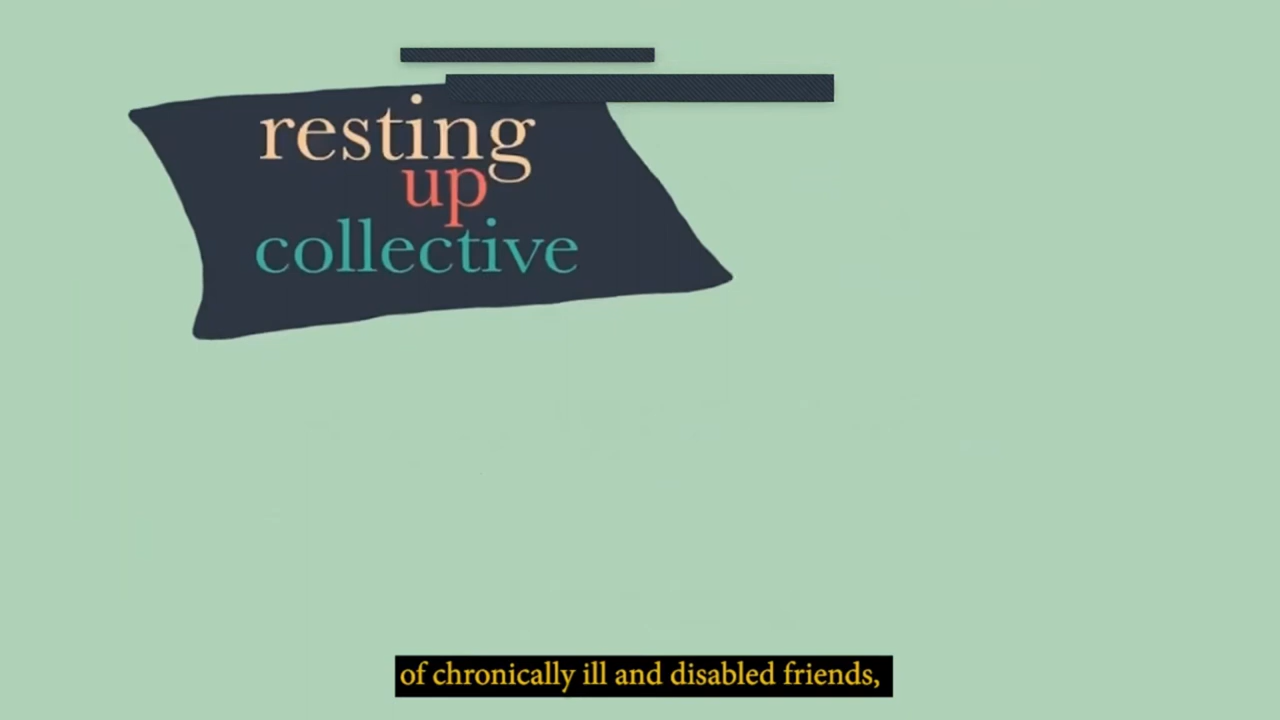 resting
up
collective
of chronically ill and disabled friends,